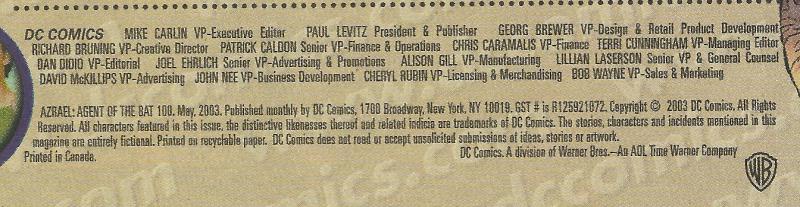 DC COMICS MIKE CARLIN VP-Executive Editor PAUL LEVITZ President & Publisher GEORG BREWER VP-Design & Retail Product Development
RICHARD BRUNING VP-Creative Director PATRICK CALDON Senior VP-Finance & Operations CHRIS CARAMALIS VP-Finance TERRI CUNNINGHAM VP-Managing Editor
DAN DIDIO VP-Editorial JOEL EHRLICH Senior VP-Advertising & Promotions ALISON GILL VP-Manufacturing LILLIAN LASERSON Senior VP & General Counsel
DAVID McKILLIPS VP-Advertising JOHN NEE VP-Business Development CHERYL RUBIN VP-Licensing & Merchandising BOB WAYNE VP-Sales & Marketing
AZRAEL: AGENT OF THE BAT 100. May, 2003. Published monthly by DC Comics, 1700 Broadway, New York, NY 10019. GST # is R125921072. Copyright © 2003 DC Comics. All Rights
Reserved. All characters featured in this issue, the distinctive likenesses thereof and related indicia are trademarks of DC Comics. The stories, characters and incidents mentioned in this
magazine are entirely fictional. Printed on recyclable paper. DC Comics does not read or accept unsolicited submissions of ideas, stories or artwork.
Printed in Canada. DC Comics. A division of Warner Bros.—An AOL Time Warner Company
WB